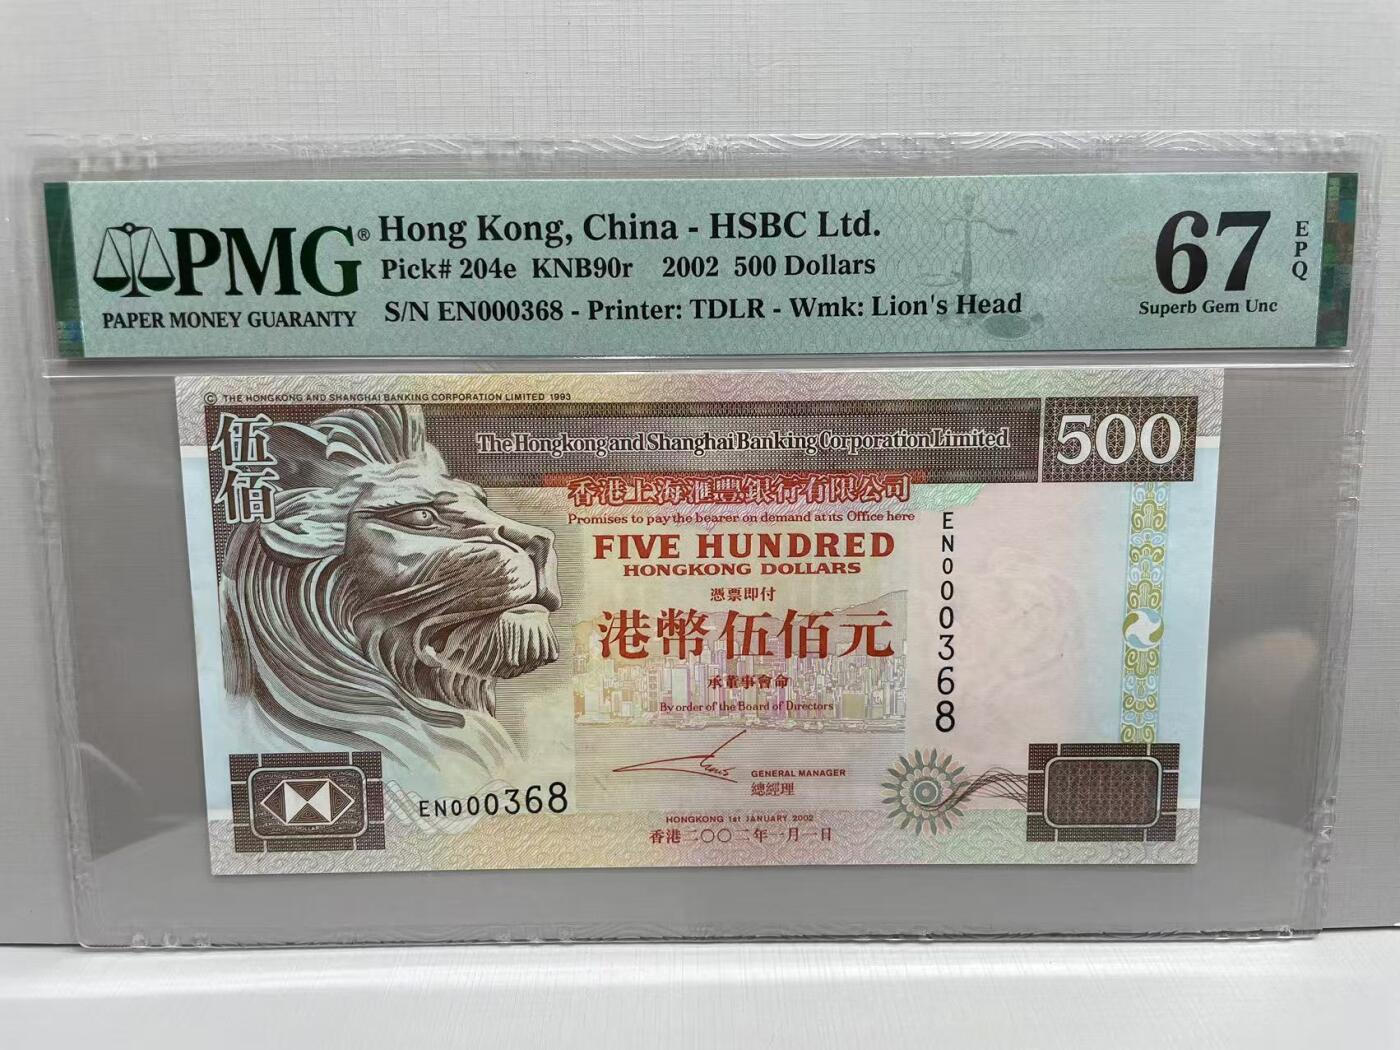 PMG®
PAPER MONEY GUARANTY
Hong Kong, China - HSBC Ltd.
Pick# 204e KNB90r 2002 500 Dollars
S/N EN000368 - Printer: TDLR - Wmk: Lion's Head
67
EPQ
Superb Gem Unc
© THE HONGKONG AND SHANGHAI BANKING CORPORATION LIMITED 1993
伍佰
The Hongkong and Shanghai Banking Corporation Limited
500
香港上海滙豐銀行有限公司
Promises to pay the bearer on demand at its Office here
FIVE HUNDRED
HONGKONG DOLLARS
憑票即付
港幣伍佰元
承董事會命
By order of the Board of Directors
EN000368
GENERAL MANAGER
總經理
EN000368
HONGKONG 1st JANUARY 2002
香港二〇〇二年一月一日